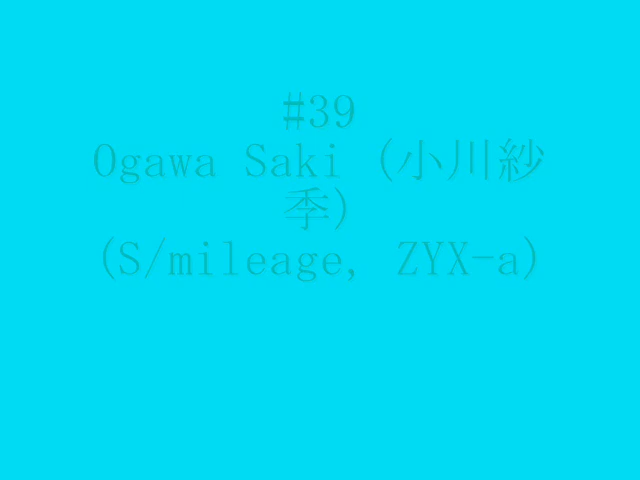 #39
Ogawa Saki (小川紗
季)
(S/mileage, ZYX-a)